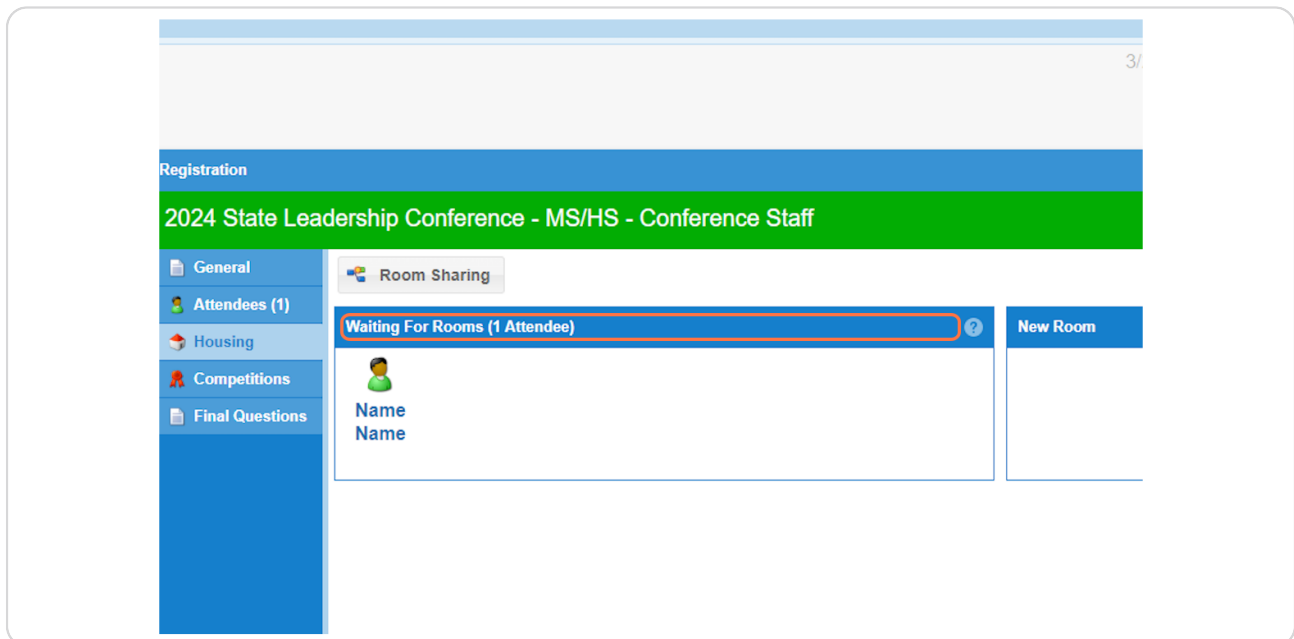 3/
Registration
2024 State Leadership Conference - MS/HS - Conference Staff
General
Attendees (1)
Housing
Competitions
Final Questions
Room Sharing
Waiting For Rooms (1 Attendee)
?
New Room
Name
Name